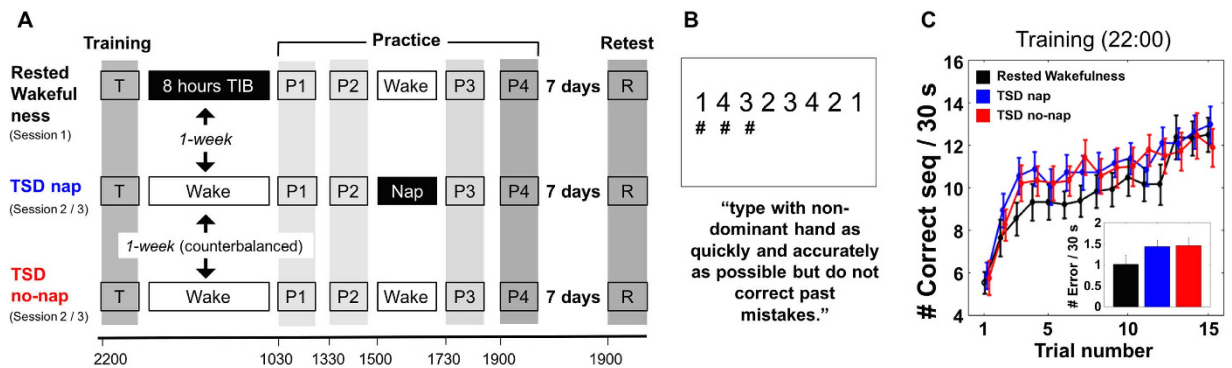 A
Training
Practice
Retest
Rested
Wakeful
ness
(Session 1)
T
8 hours TIB
P1
P2
Wake
P3
P4
7 days
R
1-week
TSD nap
(Session 2 / 3)
T
Wake
P1
P2
Nap
P3
P4
7 days
R
1-week (counterbalanced)
TSD
no-nap
(Session 2 / 3)
T
Wake
P1
P2
Wake
P3
P4
7 days
R
2200
1030
1330
1500
1730
1900
1900
B
1 4 3 2 3 4 2 1
# # #
“type with non-
dominant hand as
quickly and accurately
as possible but do not
correct past
mistakes.”
C
Training (22:00)
Rested Wakefulness
TSD nap
TSD no-nap
# Correct seq / 30 s
14
12
10
8
6
4
# Error / 30 s
2
1.5
1
0.5
0
1
5
10
15
Trial number